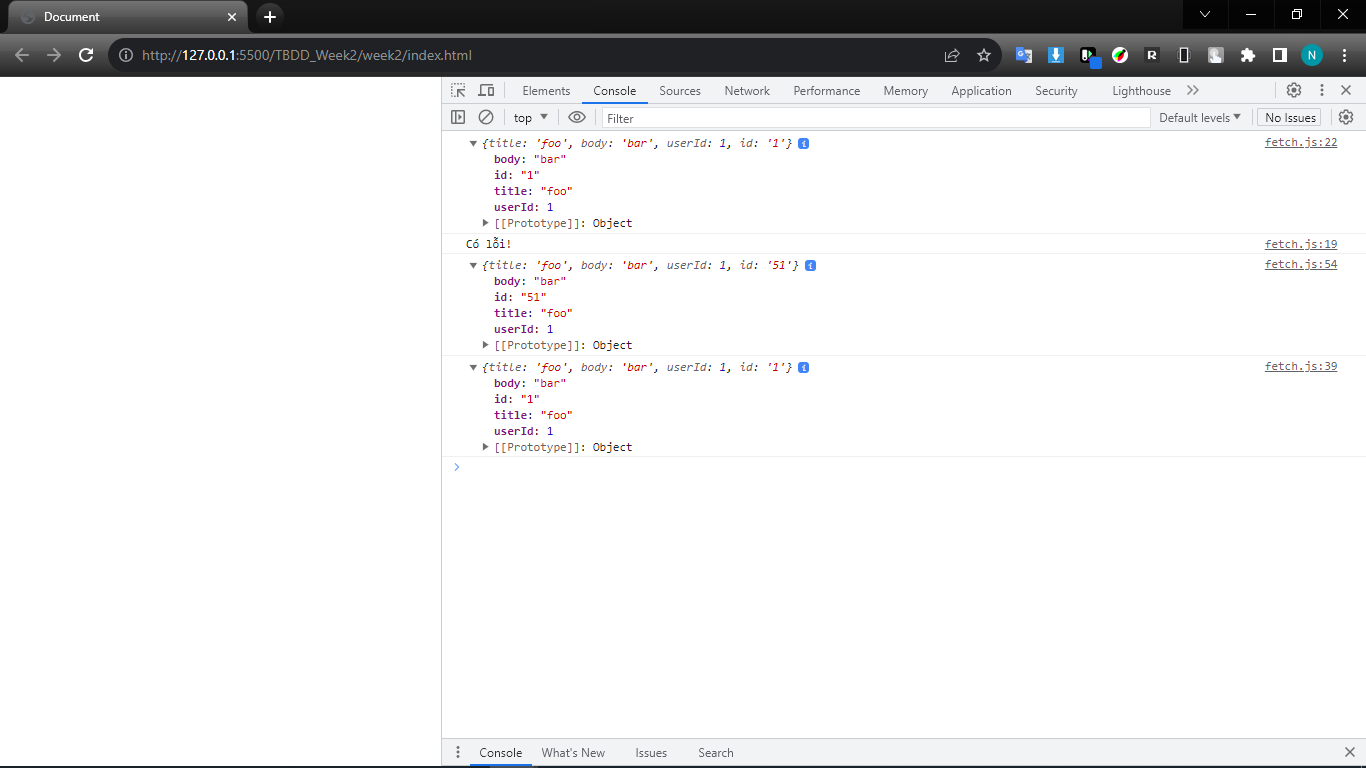 Document
http://127.0.0.1:5500/TBDD_Week2/week2/index.html
R
N
Elements Console Sources Network Performance Memory Application Security Lighthouse
top Filter Default levels No Issues
{title: 'foo', body: 'bar', userId: 1, id: '1'} i fetch.js:22
body: "bar"
id: "1"
title: "foo"
userId: 1
[[Prototype]]: Object
Có lỗi! fetch.js:19
{title: 'foo', body: 'bar', userId: 1, id: '51'} i fetch.js:54
body: "bar"
id: "51"
title: "foo"
userId: 1
[[Prototype]]: Object
{title: 'foo', body: 'bar', userId: 1, id: '1'} i fetch.js:39
body: "bar"
id: "1"
title: "foo"
userId: 1
[[Prototype]]: Object
Console What's New Issues Search